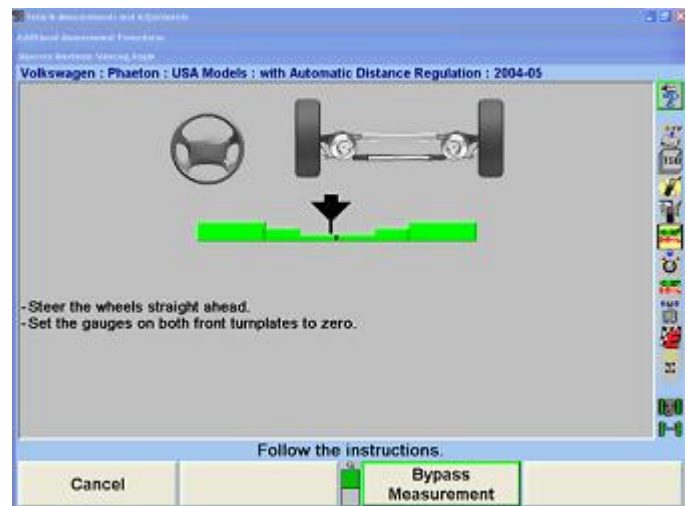 Volkswagen : Phaeton : USA Models : with Automatic Distance Regulation : 2004-05
-Steer the wheels straight ahead.
-Set the gauges on both front turnplates to zero.
Follow the instructions.
Cancel
Bypass
Measurement